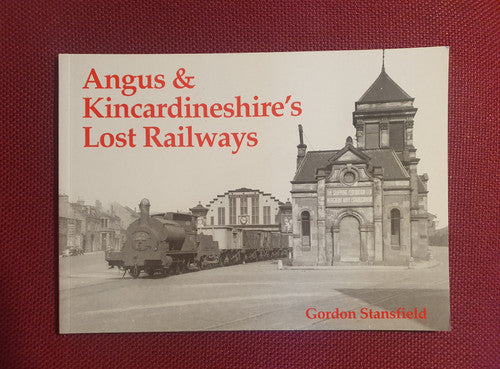 Angus &
Kincardineshire's
Lost Railways
Gordon Stansfield